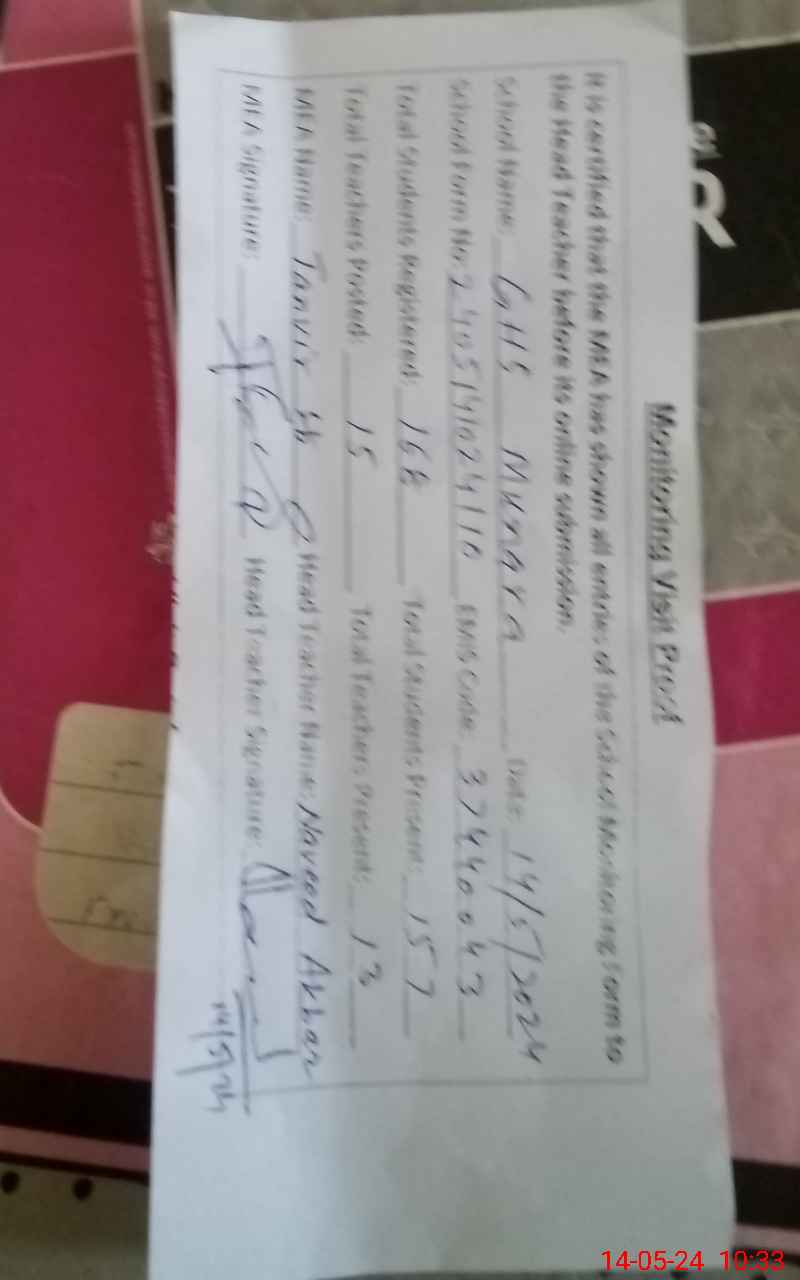 Monitoring Visit Proof
It is certified that the MEA has shown all entries of the School Monitoring Form to
the Head Teacher before its online submission.
School Name: GHS Munara Date: 14/5/2024
School Form No: 2405141024110 EMIS Code: 37440043
Total Students Registered: 168 Total Students Present: 157
Total Teachers Posted: 15 Total Teachers Present: 13
MEA Name: Tanvir Head Teacher Name: Naveed Akhar
MEA Signature: Head Teacher Signature:
14/5/24
R
14-05-24 10:33